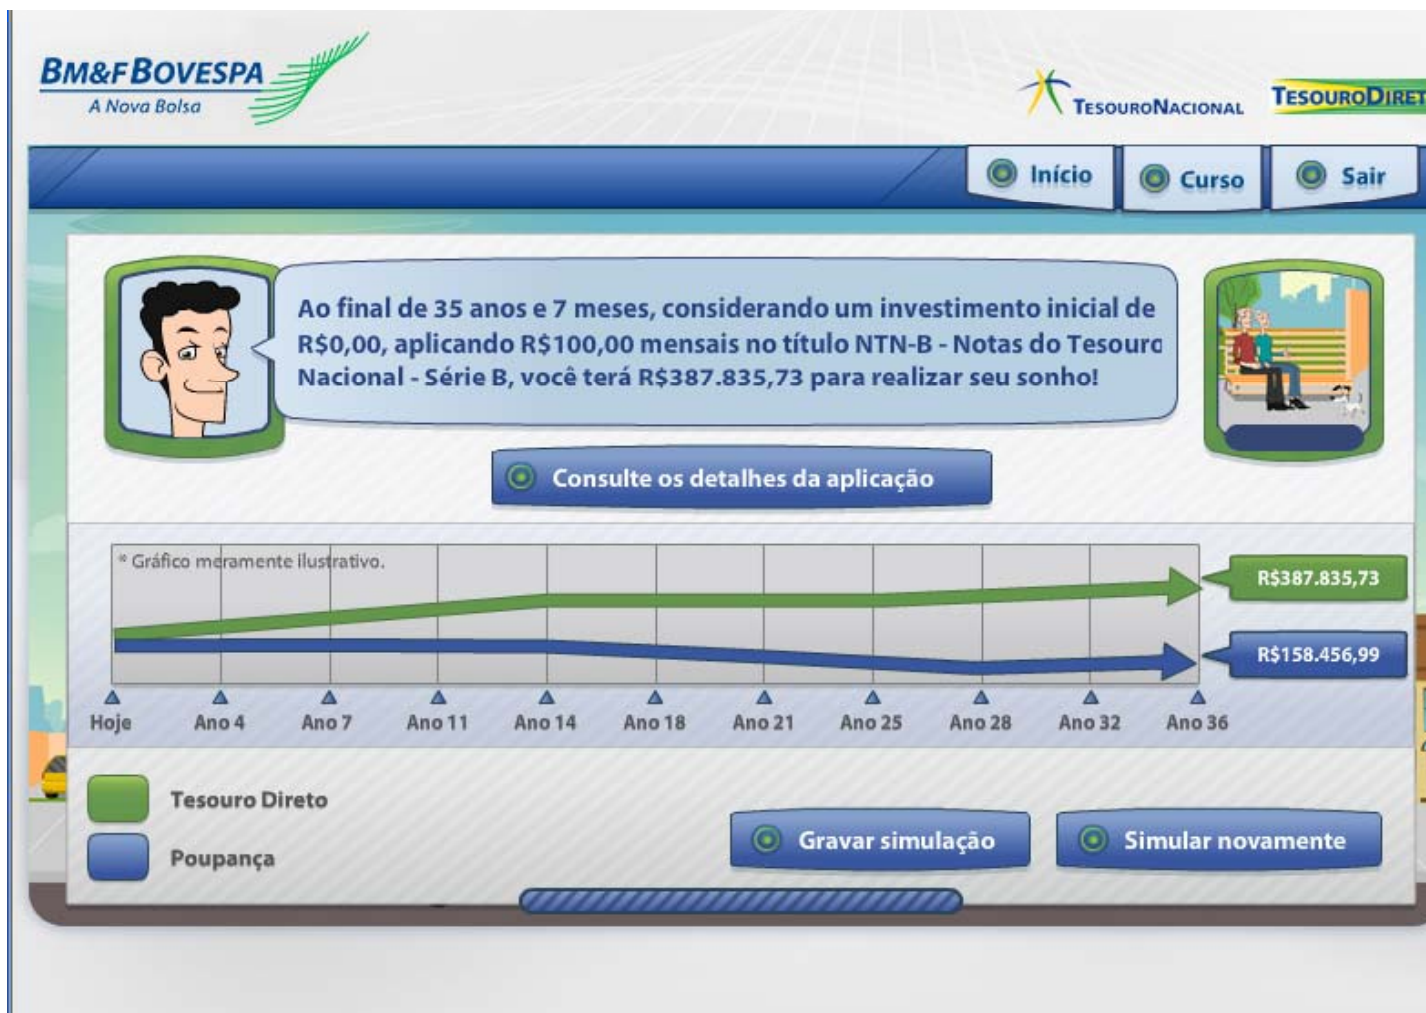 BM&FBOVESPA
A Nova Bolsa
TESOURONACIONAL
TESOURODIRET
Início
Curso
Sair
Ao final de 35 anos e 7 meses, considerando um investimento inicial de
R$0,00, aplicando R$100,00 mensais no título NTN-B - Notas do Tesouro
Nacional - Série B, você terá R$387.835,73 para realizar seu sonho!
Consulte os detalhes da aplicação
* Gráfico meramente ilustrativo.
R$387.835,73
R$158.456,99
Hoje Ano 4 Ano 7 Ano 11 Ano 14 Ano 18 Ano 21 Ano 25 Ano 28 Ano 32 Ano 36
Tesouro Direto
Poupança
Gravar simulação
Simular novamente